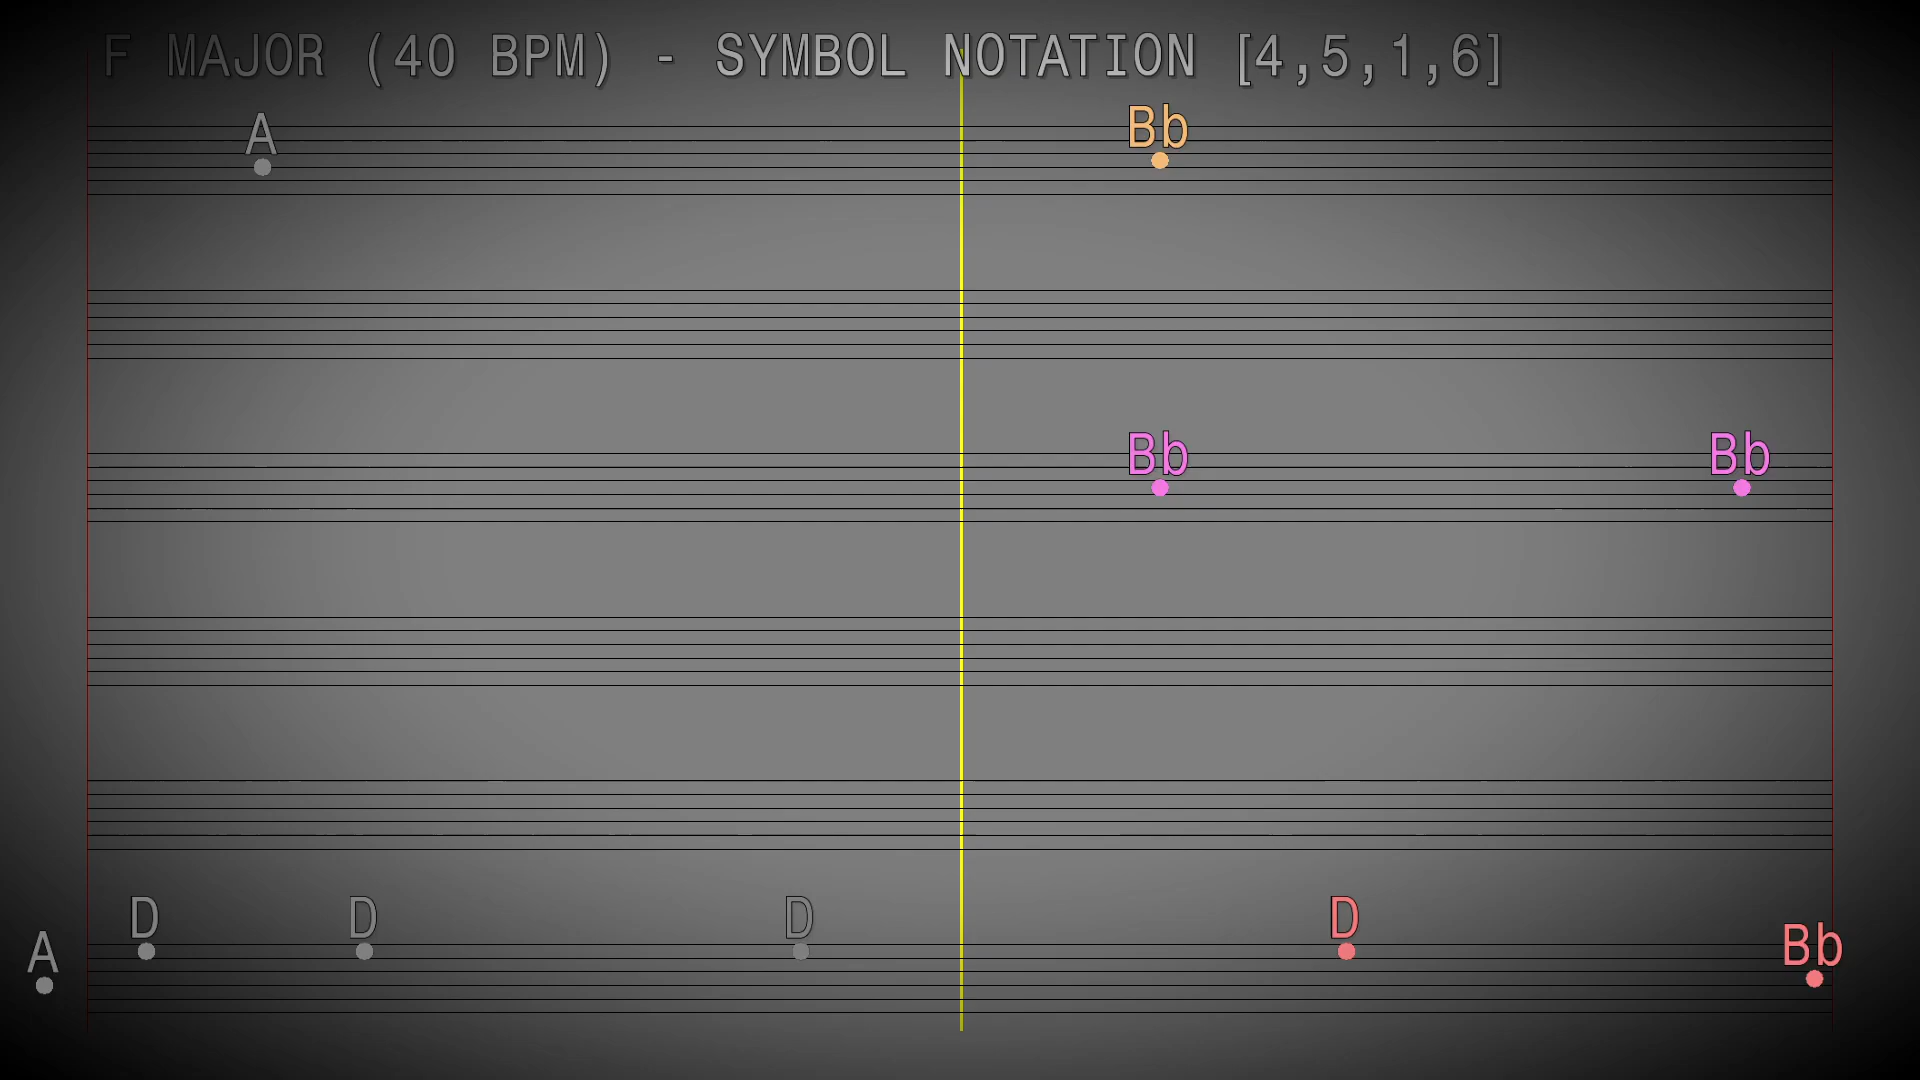 F MAJOR (40 BPM) - SYMBOL NOTATION [4,5,1,6]
A Bb
Bb Bb
D D D D
A Bb